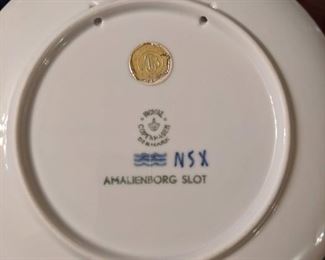 ROYAL
COPENHAGEN
DENMARK
NSX
AMALIENBORG SLOT